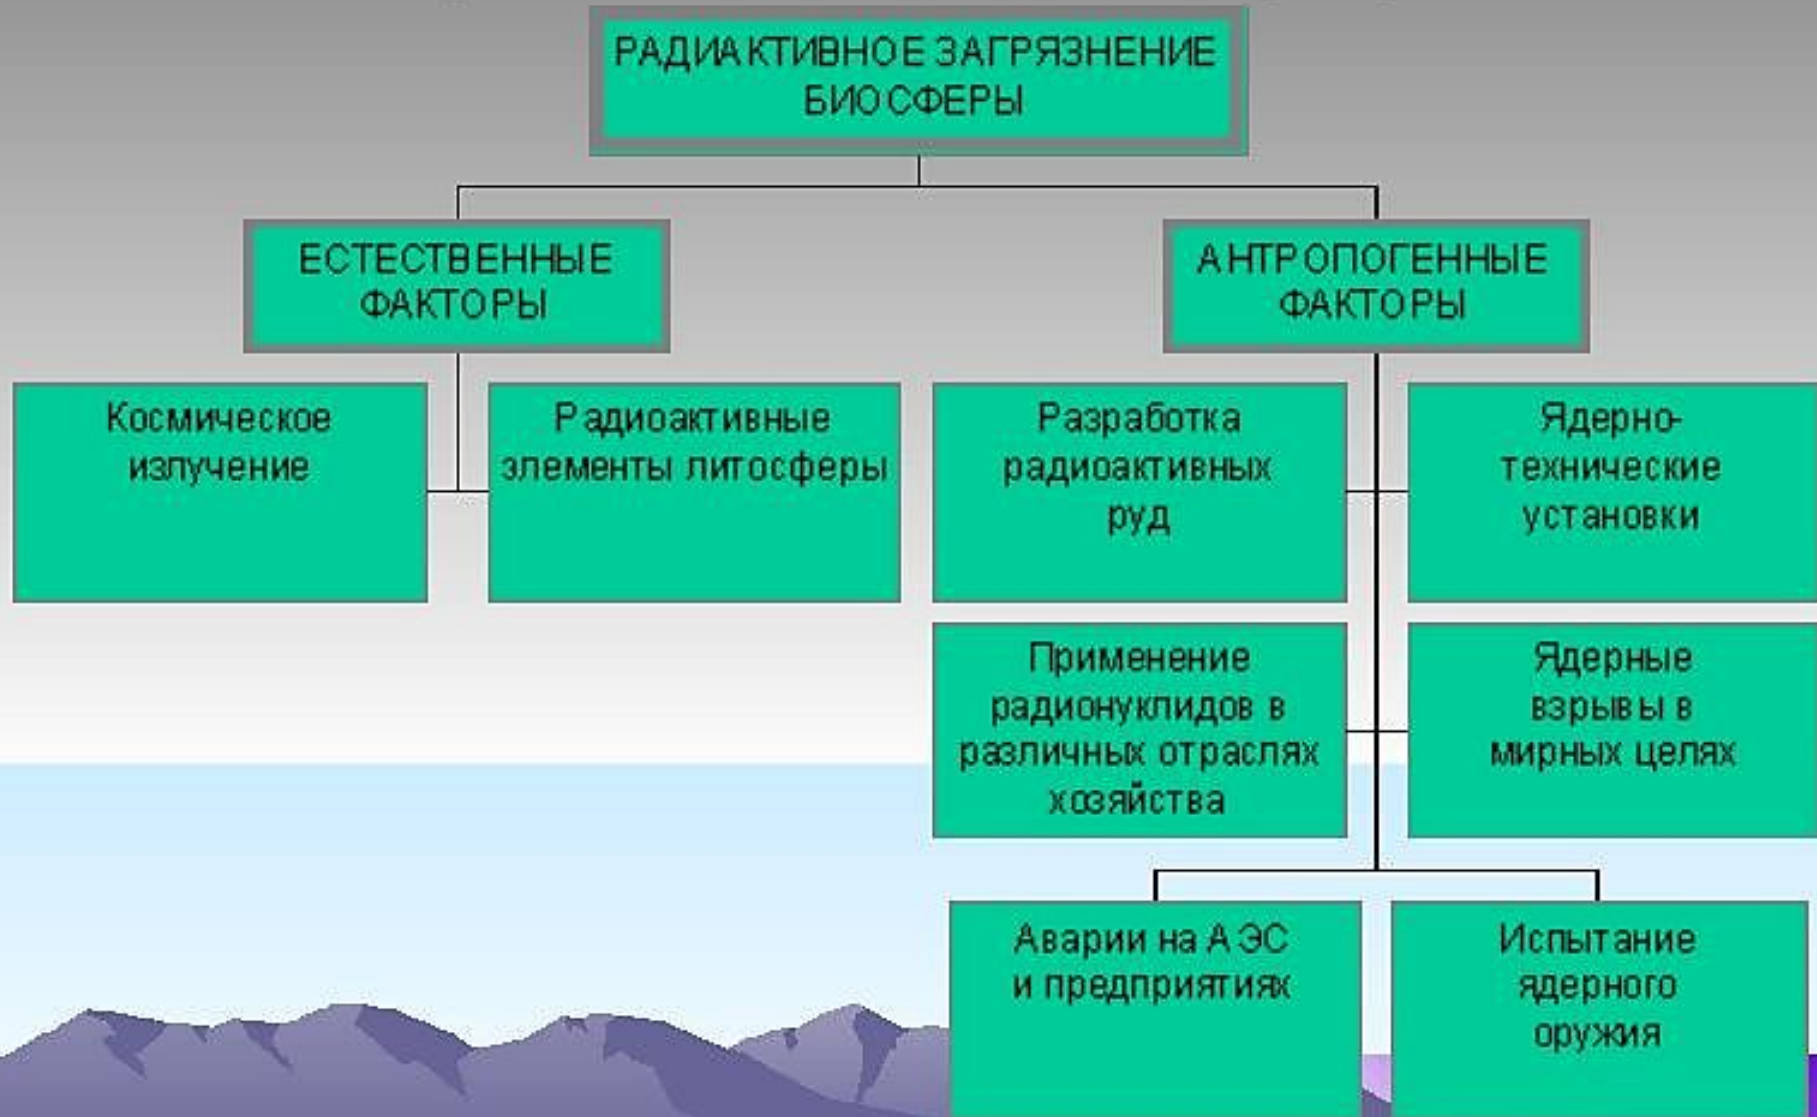 РАДИАКТИВНОЕ ЗАГРЯЗНЕНИЕ
БИОСФЕРЫ
ЕСТЕСТВЕННЫЕ
ФАКТОРЫ
АНТРОПОГЕННЫЕ
ФАКТОРЫ
Космическое
излучение
Радиоактивные
элементы литосферы
Разработка
радиоактивных
руд
Ядерно-
технические
установки
Применение
радионуклидов в
различных отраслях
хозяйства
Ядерные
взрывы в
мирных целях
Аварии на АЭС
и предприятиях
Испытание
ядерного
оружия